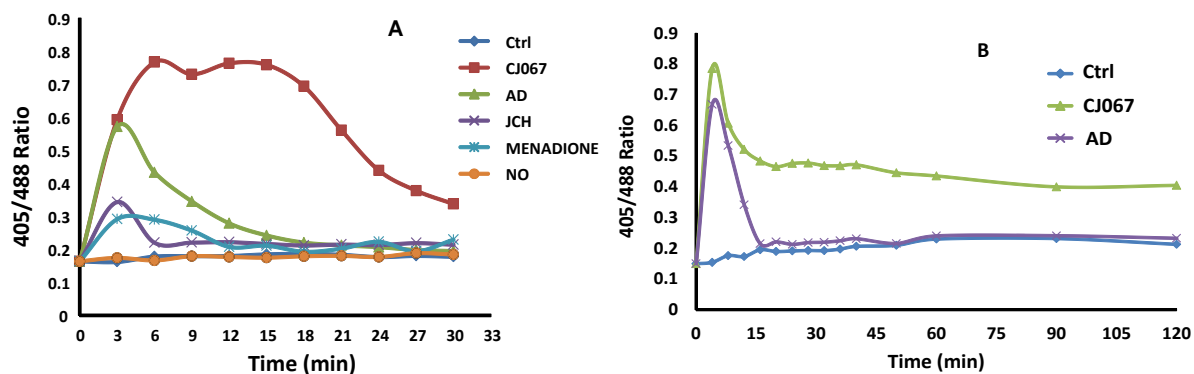 A
405/488 Ratio
0.9
0.8
0.7
0.6
0.5
0.4
0.3
0.2
0.1
0
0 3 6 9 12 15 18 21 24 27 30 33
Time (min)
Ctrl
CJ067
AD
JCH
MENADIONE
NO
B
405/488 Ratio
0.9
0.8
0.7
0.6
0.5
0.4
0.3
0.2
0.1
0
0 15 30 45 60 75 90 105 120
Time (min)
Ctrl
CJ067
AD